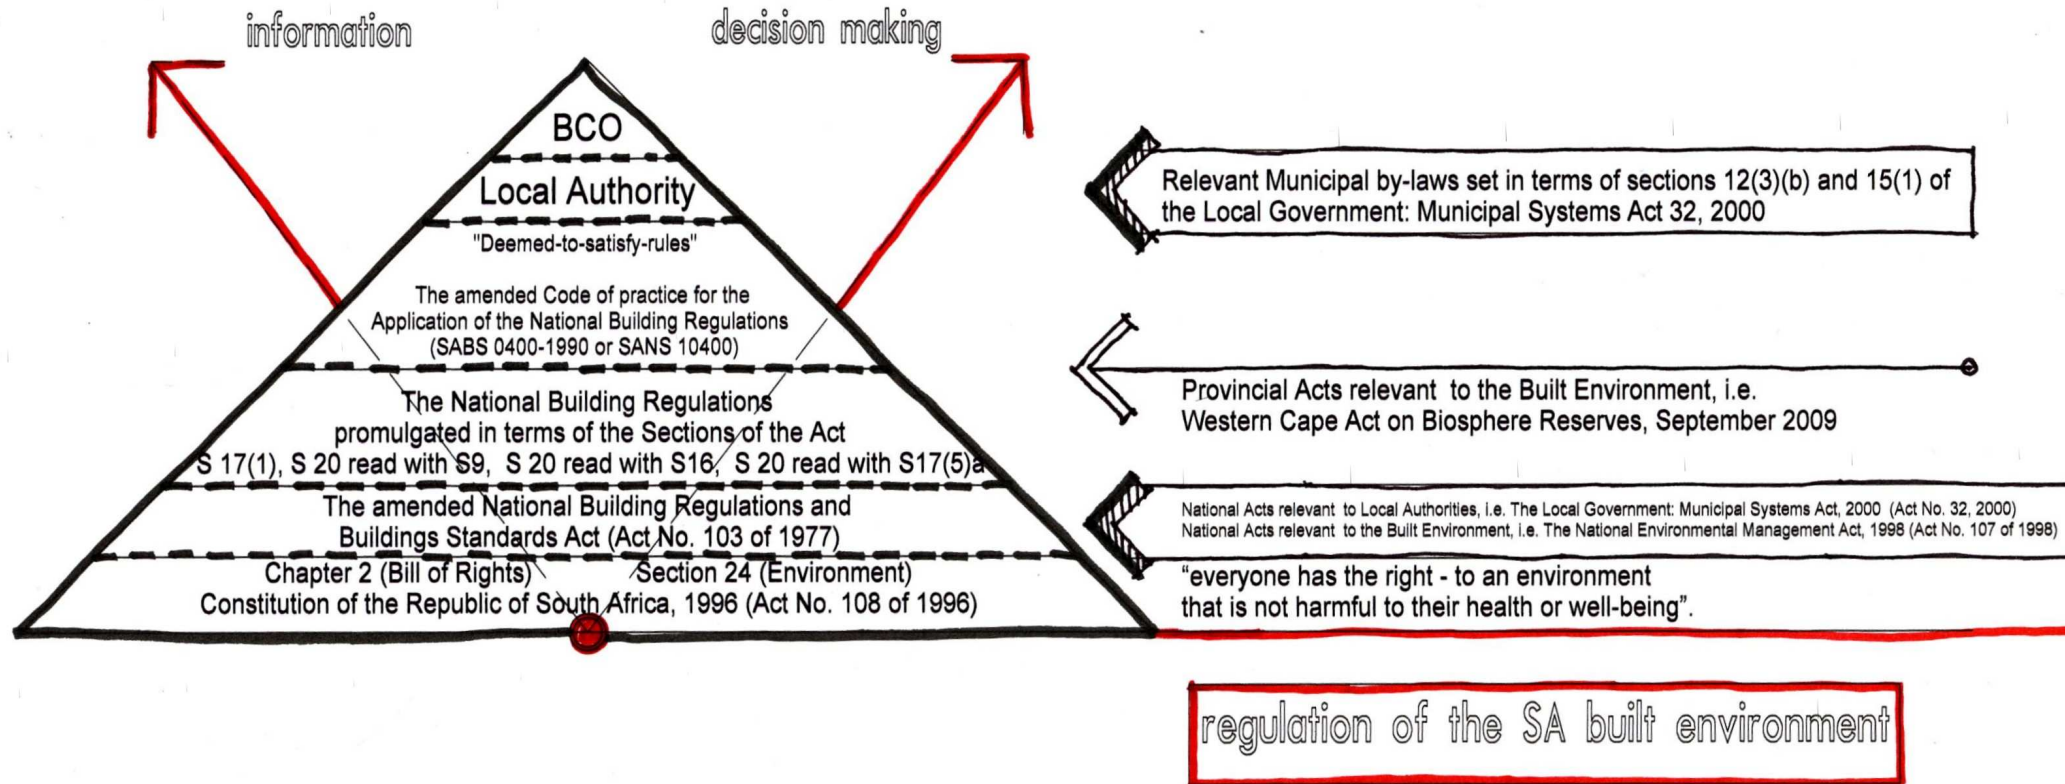 information
decision making
BCO
Local Authority
"Deemed-to-satisfy-rules"
The amended Code of practice for the
Application of the National Building Regulations
(SABS 0400-1990 or SANS 10400)
The National Building Regulations
promulgated in terms of the Sections of the Act
S 17(1), S 20 read with S9, S 20 read with S16, S 20 read with S17(5)a
The amended National Building Regulations and
Buildings Standards Act (Act No. 103 of 1977)
Chapter 2 (Bill of Rights) Section 24 (Environment)
Constitution of the Republic of South Africa, 1996 (Act No. 108 of 1996)
Relevant Municipal by-laws set in terms of sections 12(3)(b) and 15(1) of
the Local Government: Municipal Systems Act 32, 2000
Provincial Acts relevant to the Built Environment, i.e.
Western Cape Act on Biosphere Reserves, September 2009
National Acts relevant to Local Authorities, i.e. The Local Government: Municipal Systems Act, 2000 (Act No. 32, 2000)
National Acts relevant to the Built Environment, i.e. The National Environmental Management Act, 1998 (Act No. 107 of 1998)
“everyone has the right - to an environment
that is not harmful to their health or well-being”.
regulation of the SA built environment